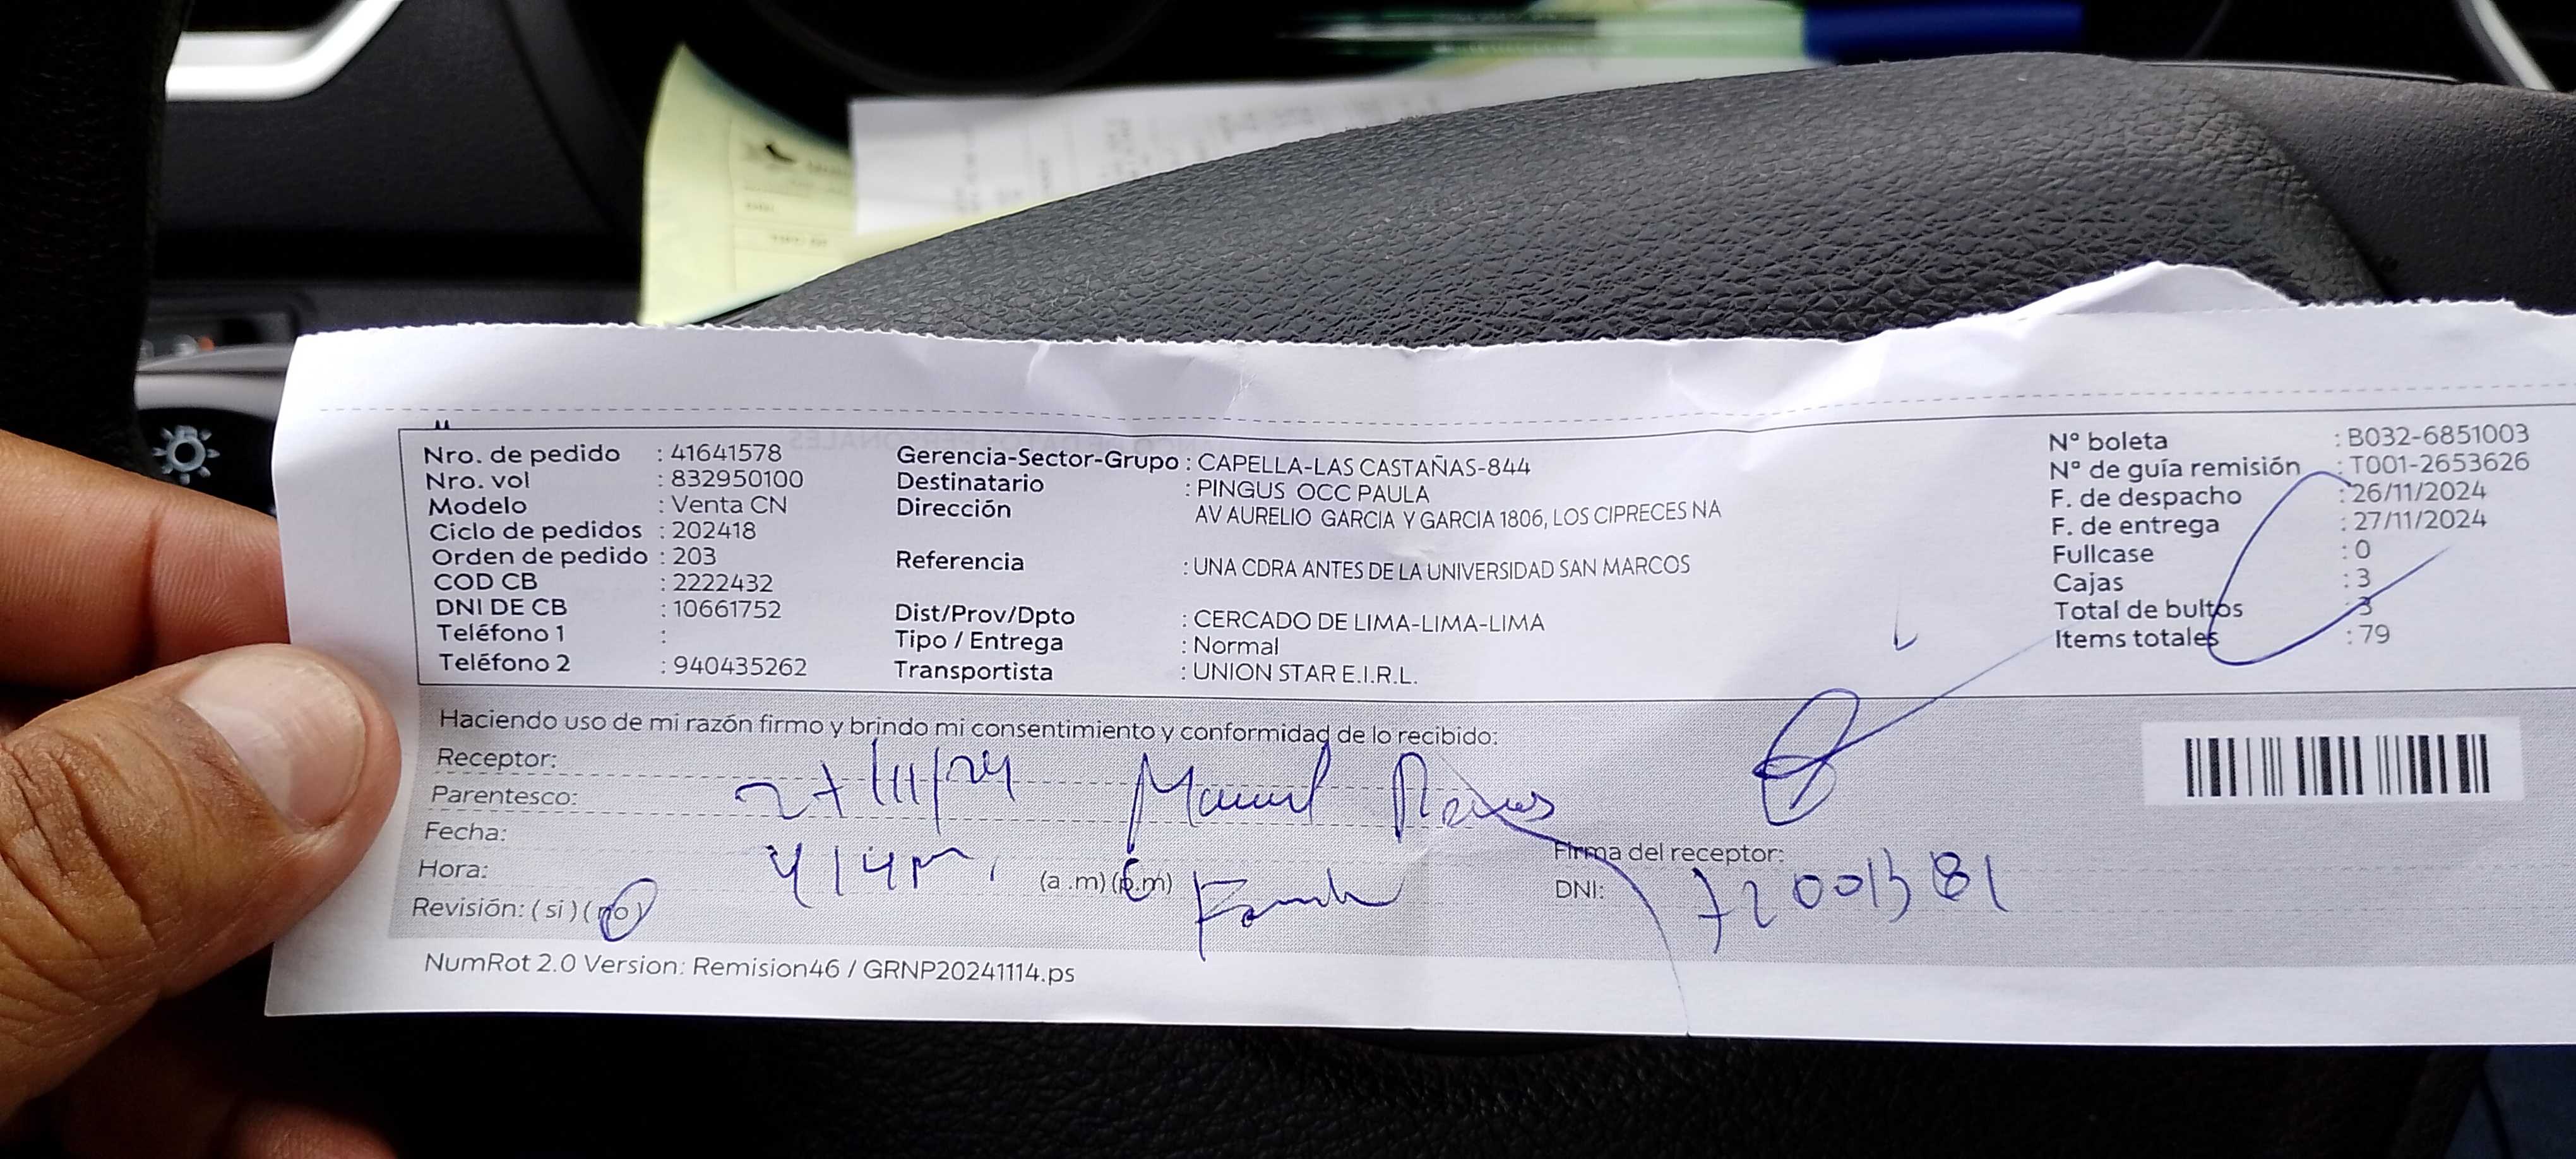 Nro. de pedido : 41641578
Nro. vol : 832950100
Modelo : Venta CN
Ciclo de pedidos : 202418
Orden de pedido : 203
COD CB : 2222432
DNI DE CB : 10661752
Teléfono 1 :
Teléfono 2 : 940435262
Gerencia-Sector-Grupo : CAPELLA-LAS CASTAÑAS-844
Destinatario : PINGUS OCC PAULA
Dirección AV AURELIO GARCIA Y GARCIA 1806, LOS CIPRECES NA
Referencia : UNA CDRA ANTES DE LA UNIVERSIDAD SAN MARCOS
Dist/Prov/Dpto : CERCADO DE LIMA-LIMA-LIMA
Tipo / Entrega : Normal
Transportista : UNION STAR E.I.R.L.
N° boleta : B032-6851003
N° de guía remisión : T001-2653626
F. de despacho : 26/11/2024
F. de entrega : 27/11/2024
Fullcase : 0
Cajas : 3
Total de bultos : 3
Items totales : 79
Haciendo uso de mi razón firmo y brindo mi consentimiento y conformidad de lo recibido:
Receptor:
Parentesco: 27/11/24 Manuel
Fecha:
Hora: (a .m) (p.m)
Firma del receptor:
DNI:
Revisión: ( si ) ( no )
NumRot 2.0 Version: Remision46 / GRNP20241114.ps